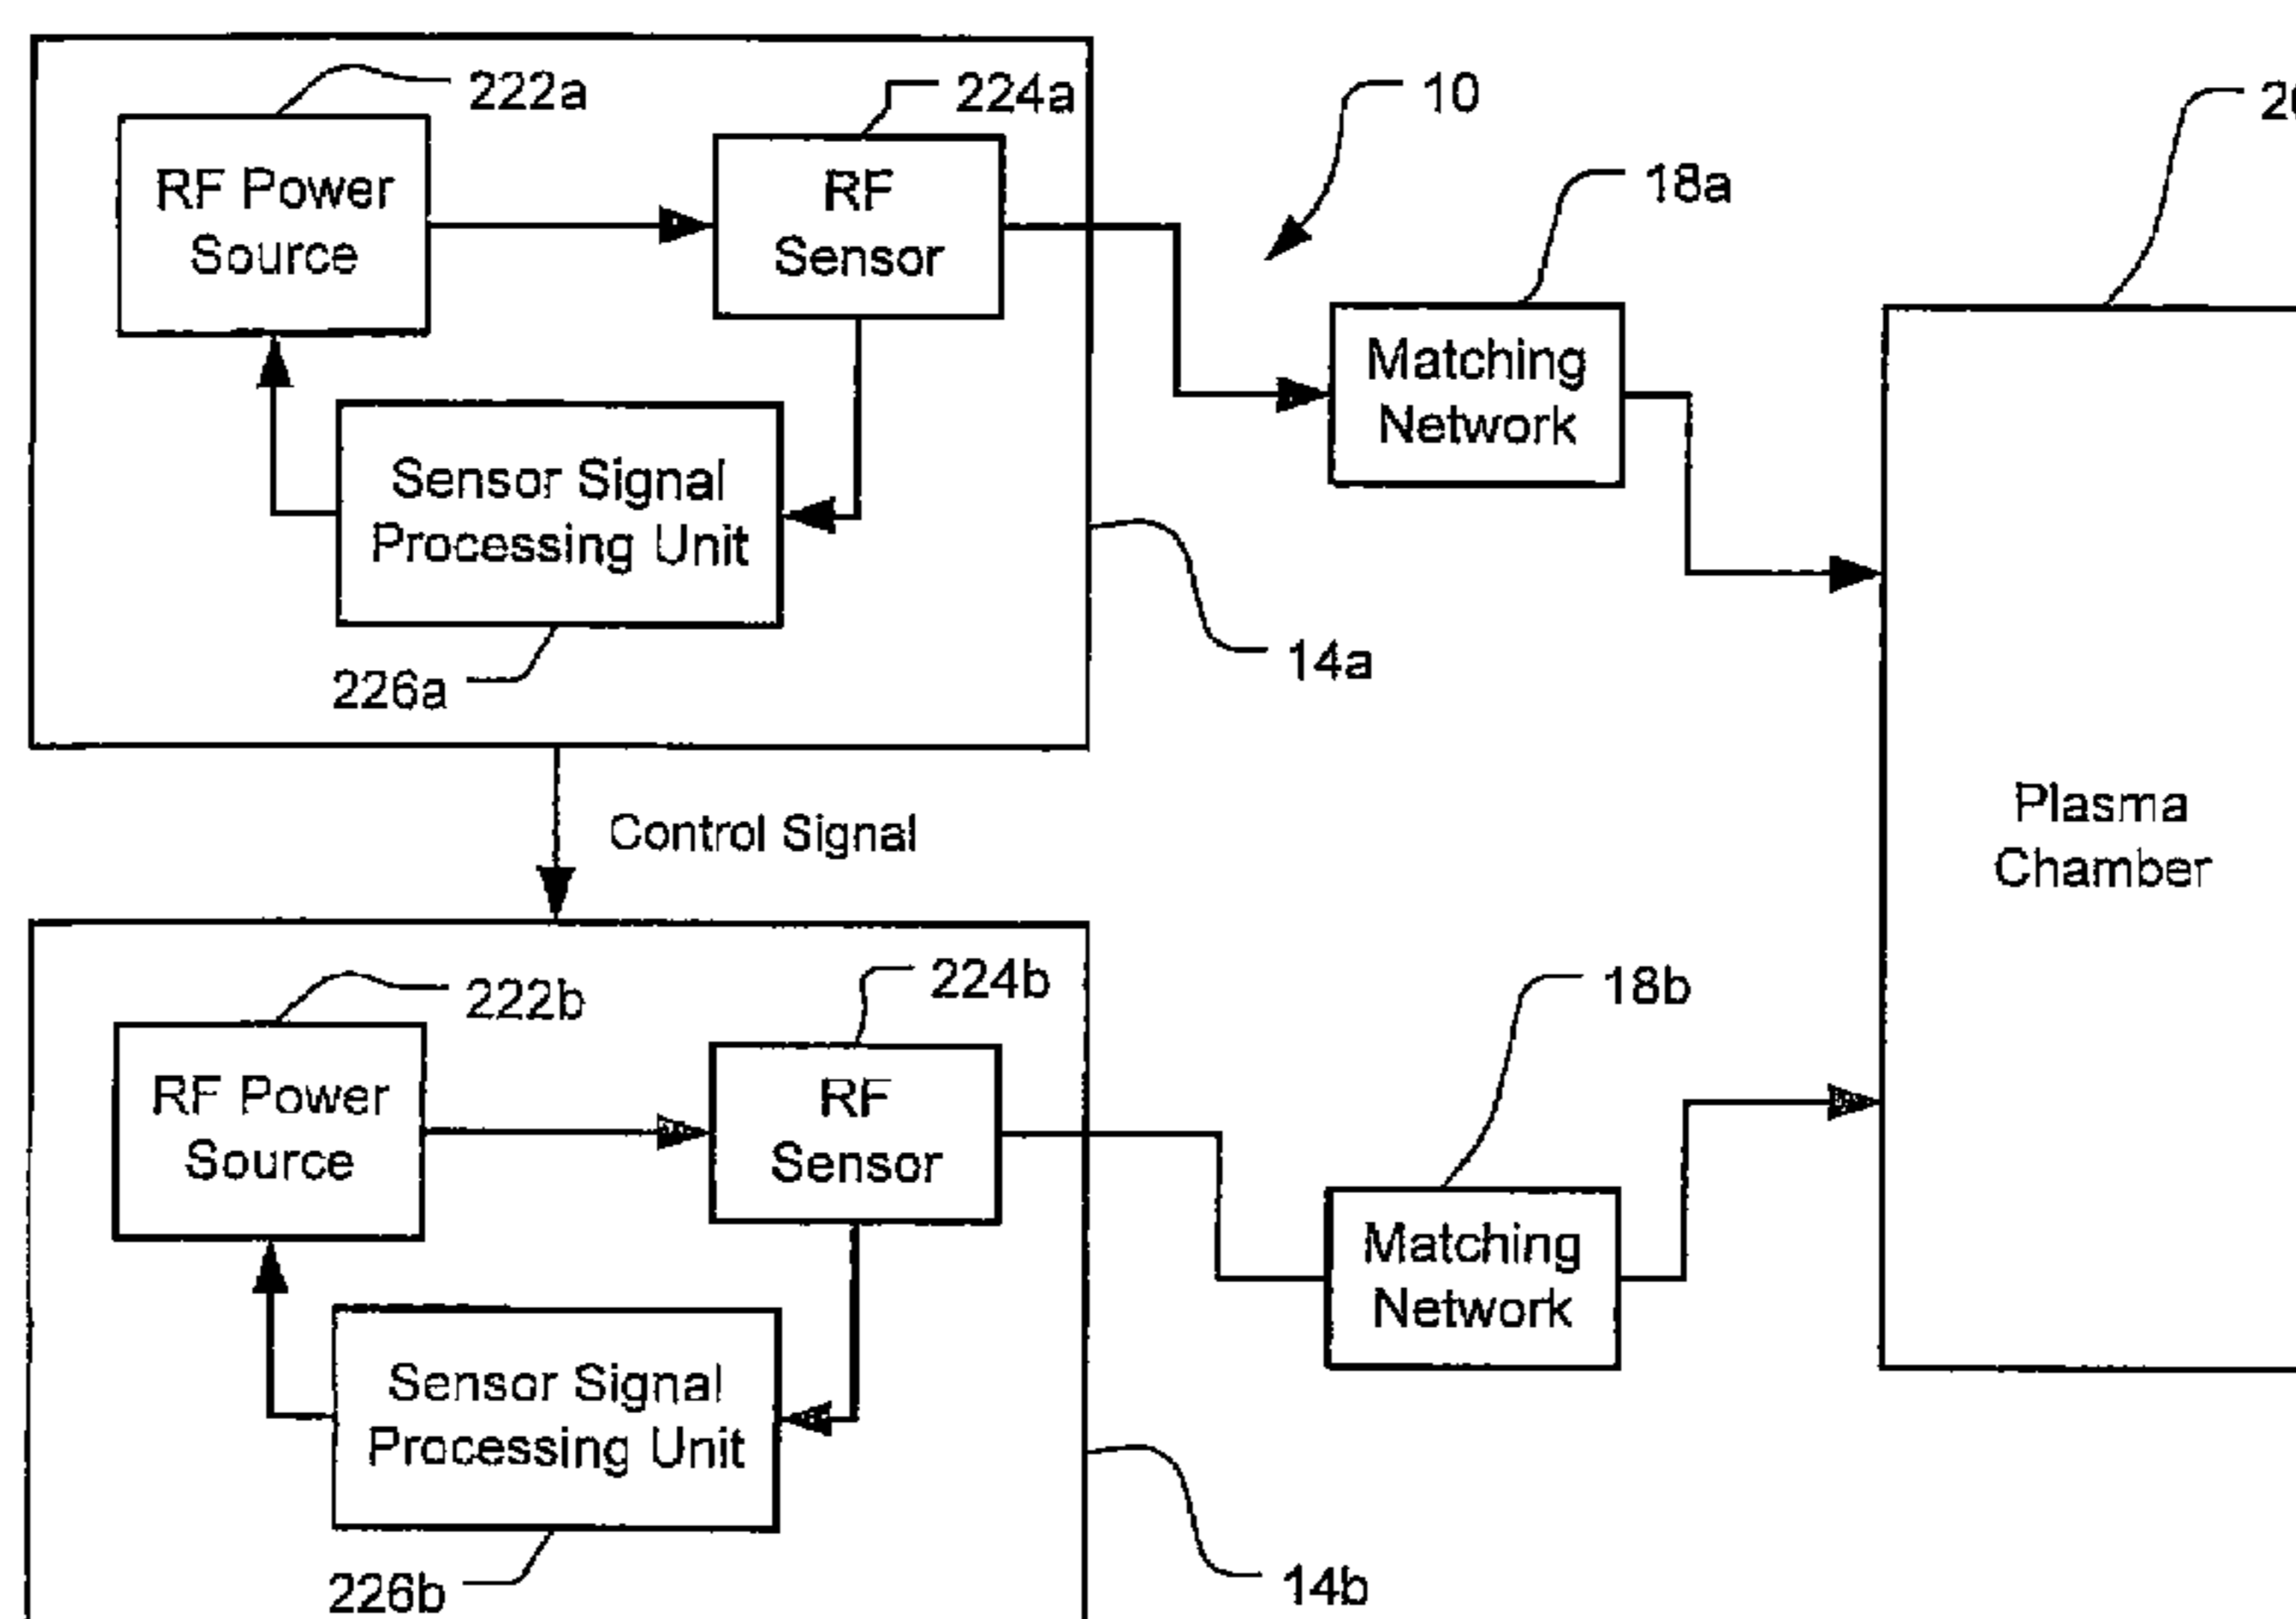 222a
224a
10
RF Power
Source
RF
Sensor
18a
Matching
Network
Sensor Signal
Processing Unit
226a
14a
Control Signal
Plasma
Chamber
222b
224b
18b
RF Power
Source
RF
Sensor
Matching
Network
Sensor Signal
Processing Unit
226b
14b